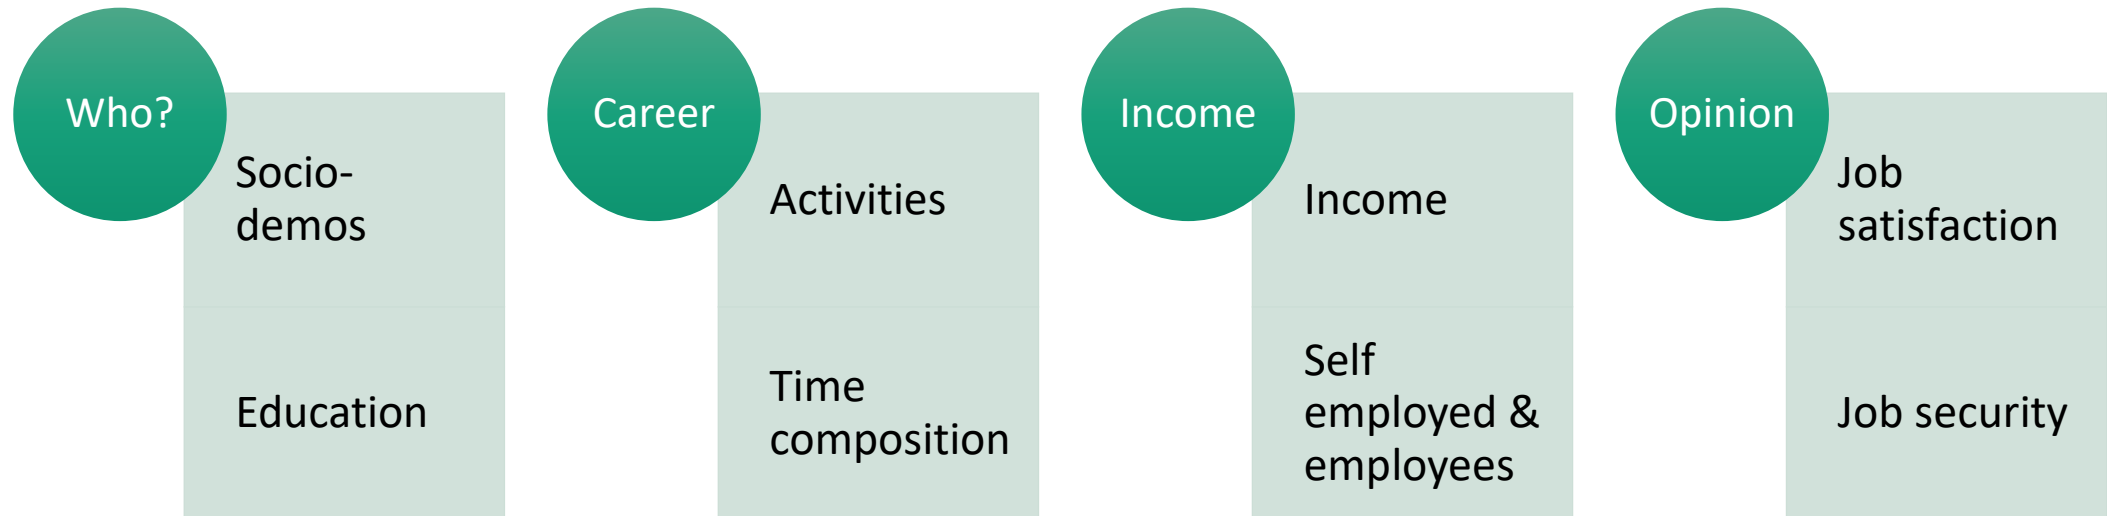 Who?
Socio-
demos
Education
Career
Activities
Time
composition
Income
Income
Self
employed &
employees
Opinion
Job
satisfaction
Job security